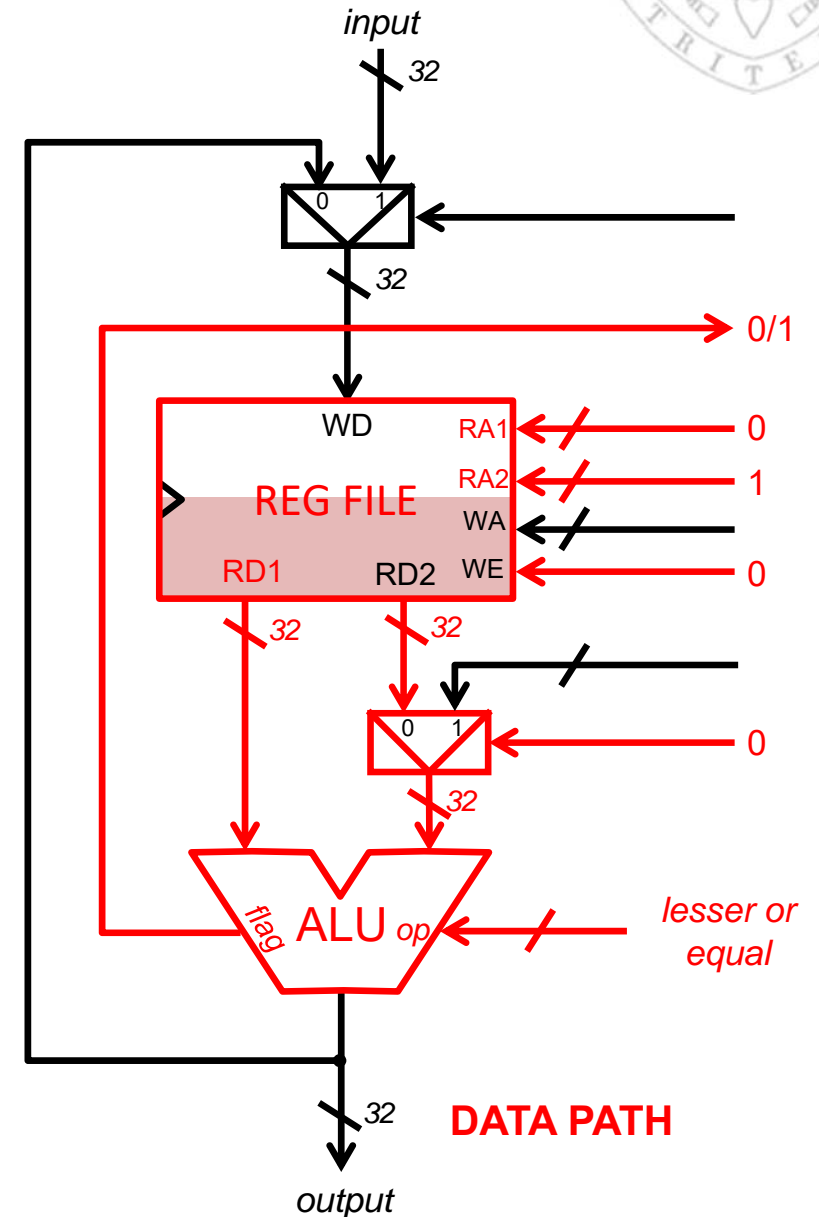 TRITE
input
32
0 1
32
0/1
WD
RA1 0
RA2 1
REG FILE
WA
RD1 RD2 WE 0
32 32
0 1
0
32
flag ALU op
lesser or
equal
32
DATA PATH
output